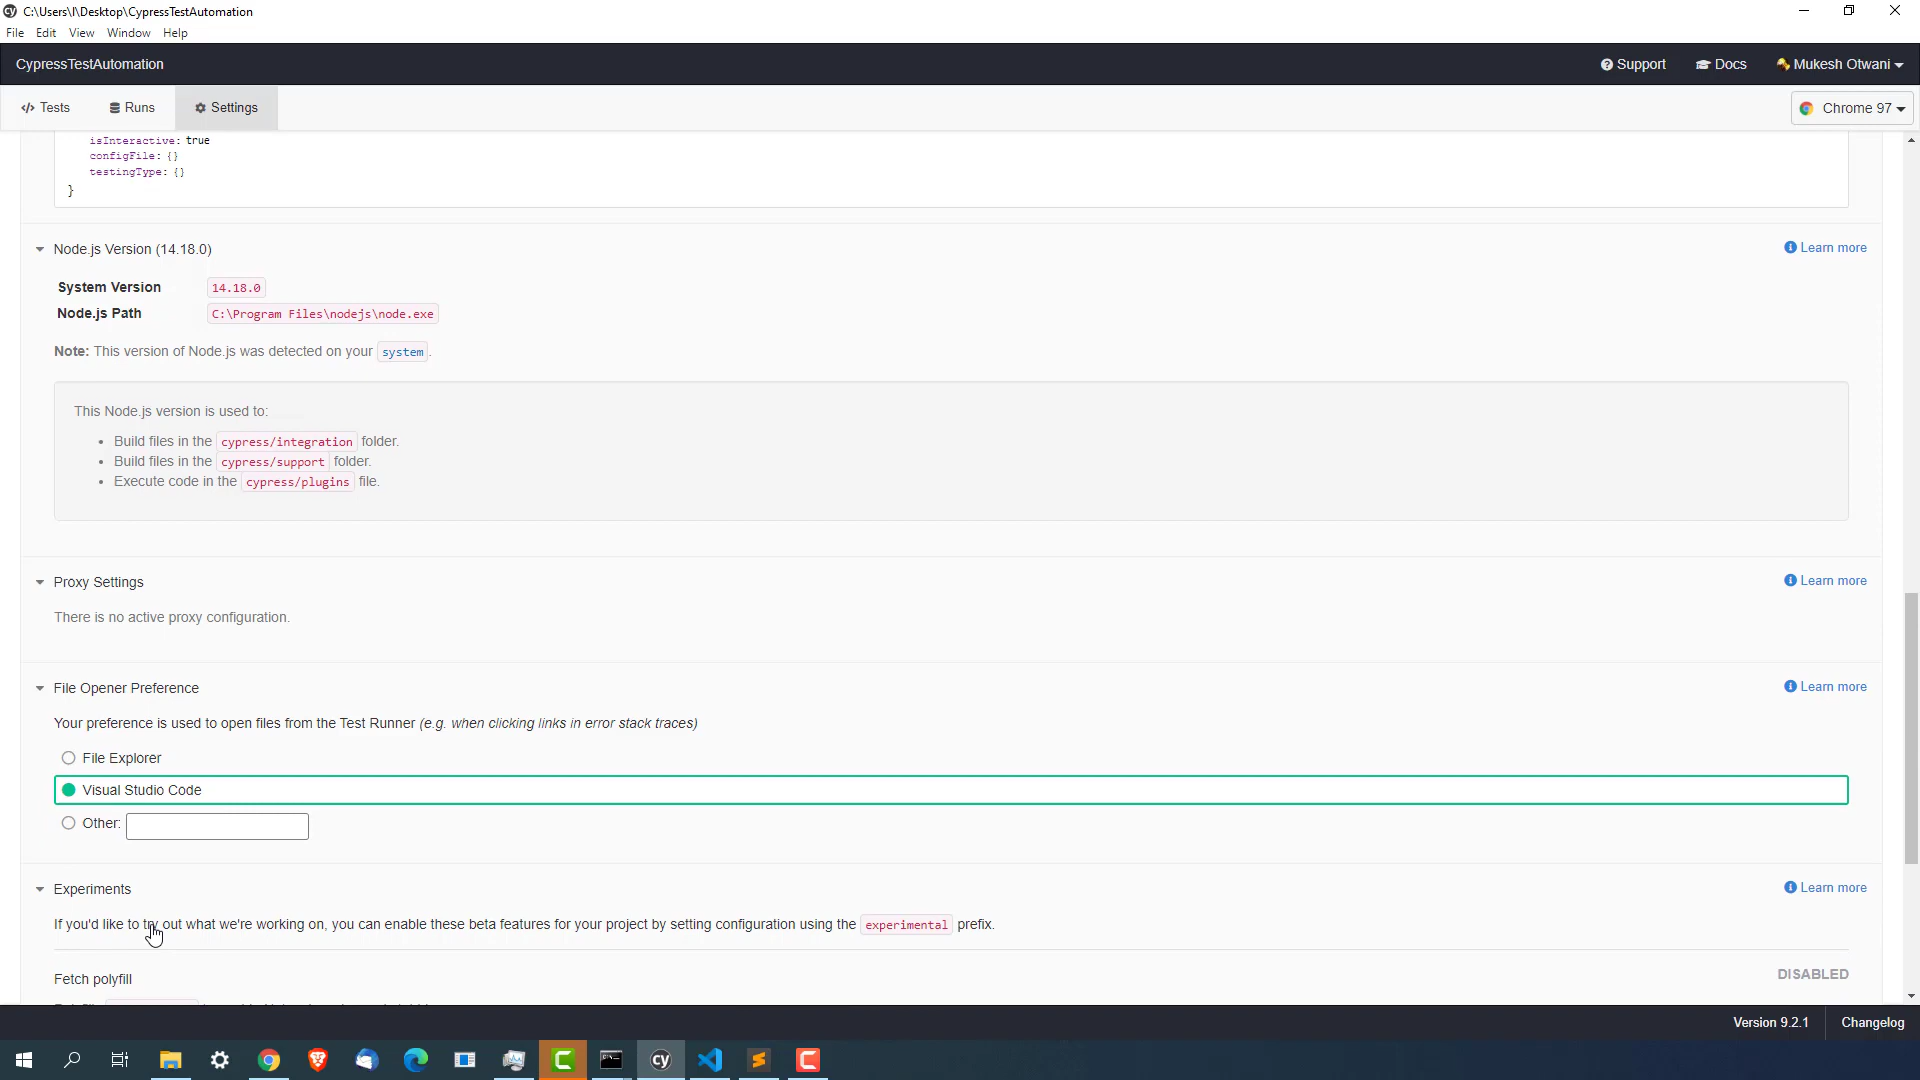 C:\Users\I\Desktop\CypressTestAutomation
File Edit View Window Help
CypressTestAutomation
Support
Docs
Mukesh Otwani
Tests
Runs
Settings
Chrome 97
isInteractive: true
configFile: {}
testingType: {}
}
Node.js Version (14.18.0)
Learn more
System Version 14.18.0
Node.js Path C:\Program Files\nodejs\node.exe
Note: This version of Node.js was detected on your system.
This Node.js version is used to:
• Build files in the cypress/integration folder.
• Build files in the cypress/support folder.
• Execute code in the cypress/plugins file.
Proxy Settings
Learn more
There is no active proxy configuration.
File Opener Preference
Learn more
Your preference is used to open files from the Test Runner (e.g. when clicking links in error stack traces)
File Explorer
Visual Studio Code
Other:
Experiments
Learn more
If you'd like to try out what we're working on, you can enable these beta features for your project by setting configuration using the experimental prefix.
Fetch polyfill
DISABLED
Version 9.2.1
Changelog